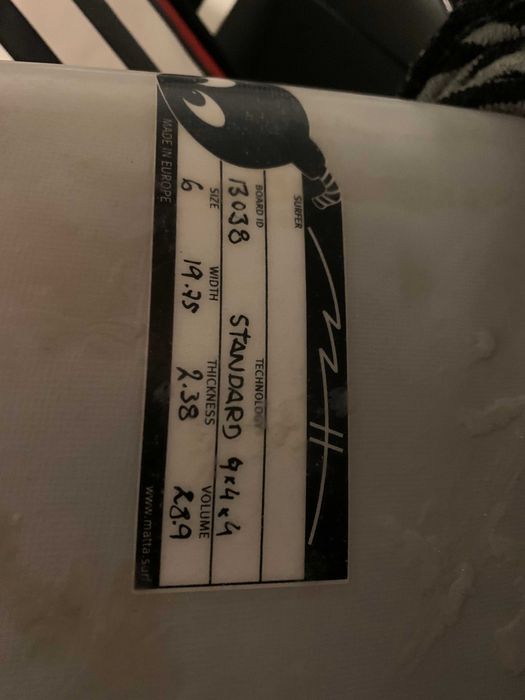 SURFER
BOARD ID TECHNOLOGY
13038 STANDARD 4x4x4
SIZE WIDTH THICKNESS VOLUME
6 19.75 2.38 28.9
MADE IN EUROPE www.matta.surf